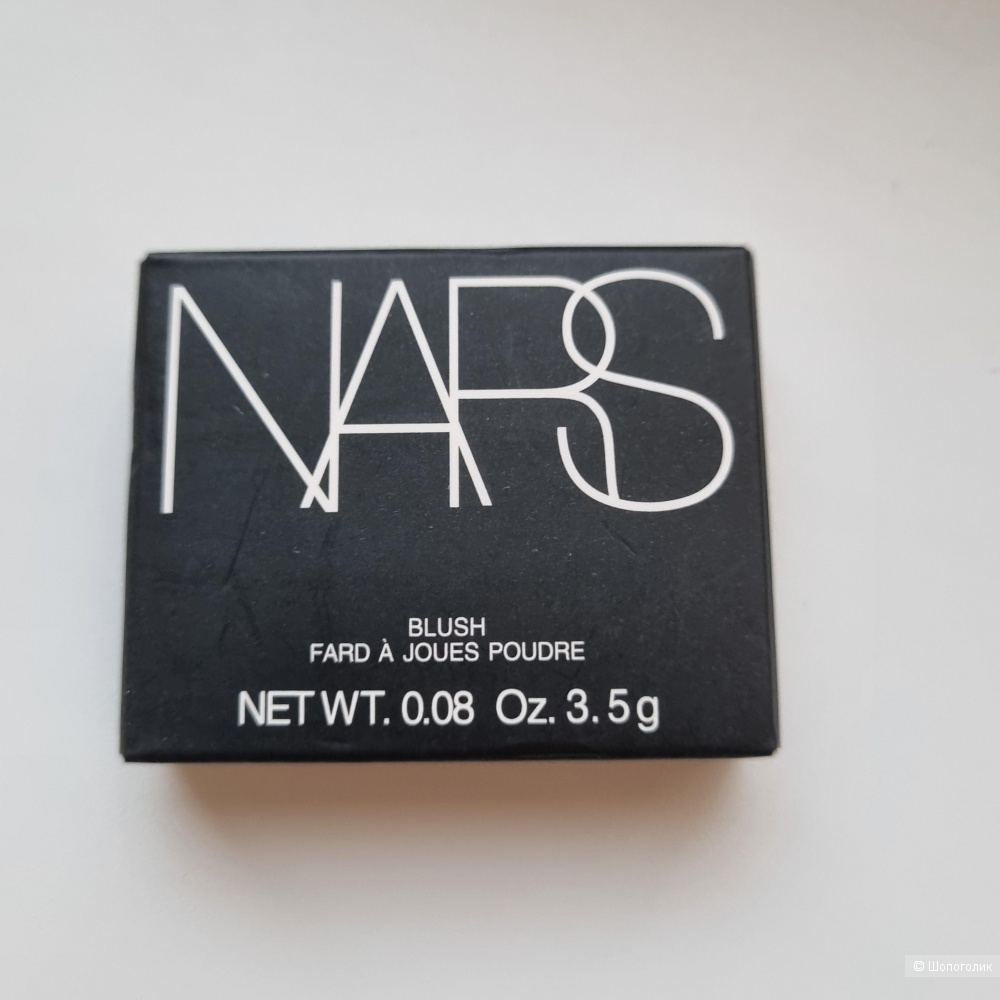 NARS
BLUSH
FARD À JOUES POUDRE
NET WT. 0.08 Oz. 3.5g
© Шопоголик